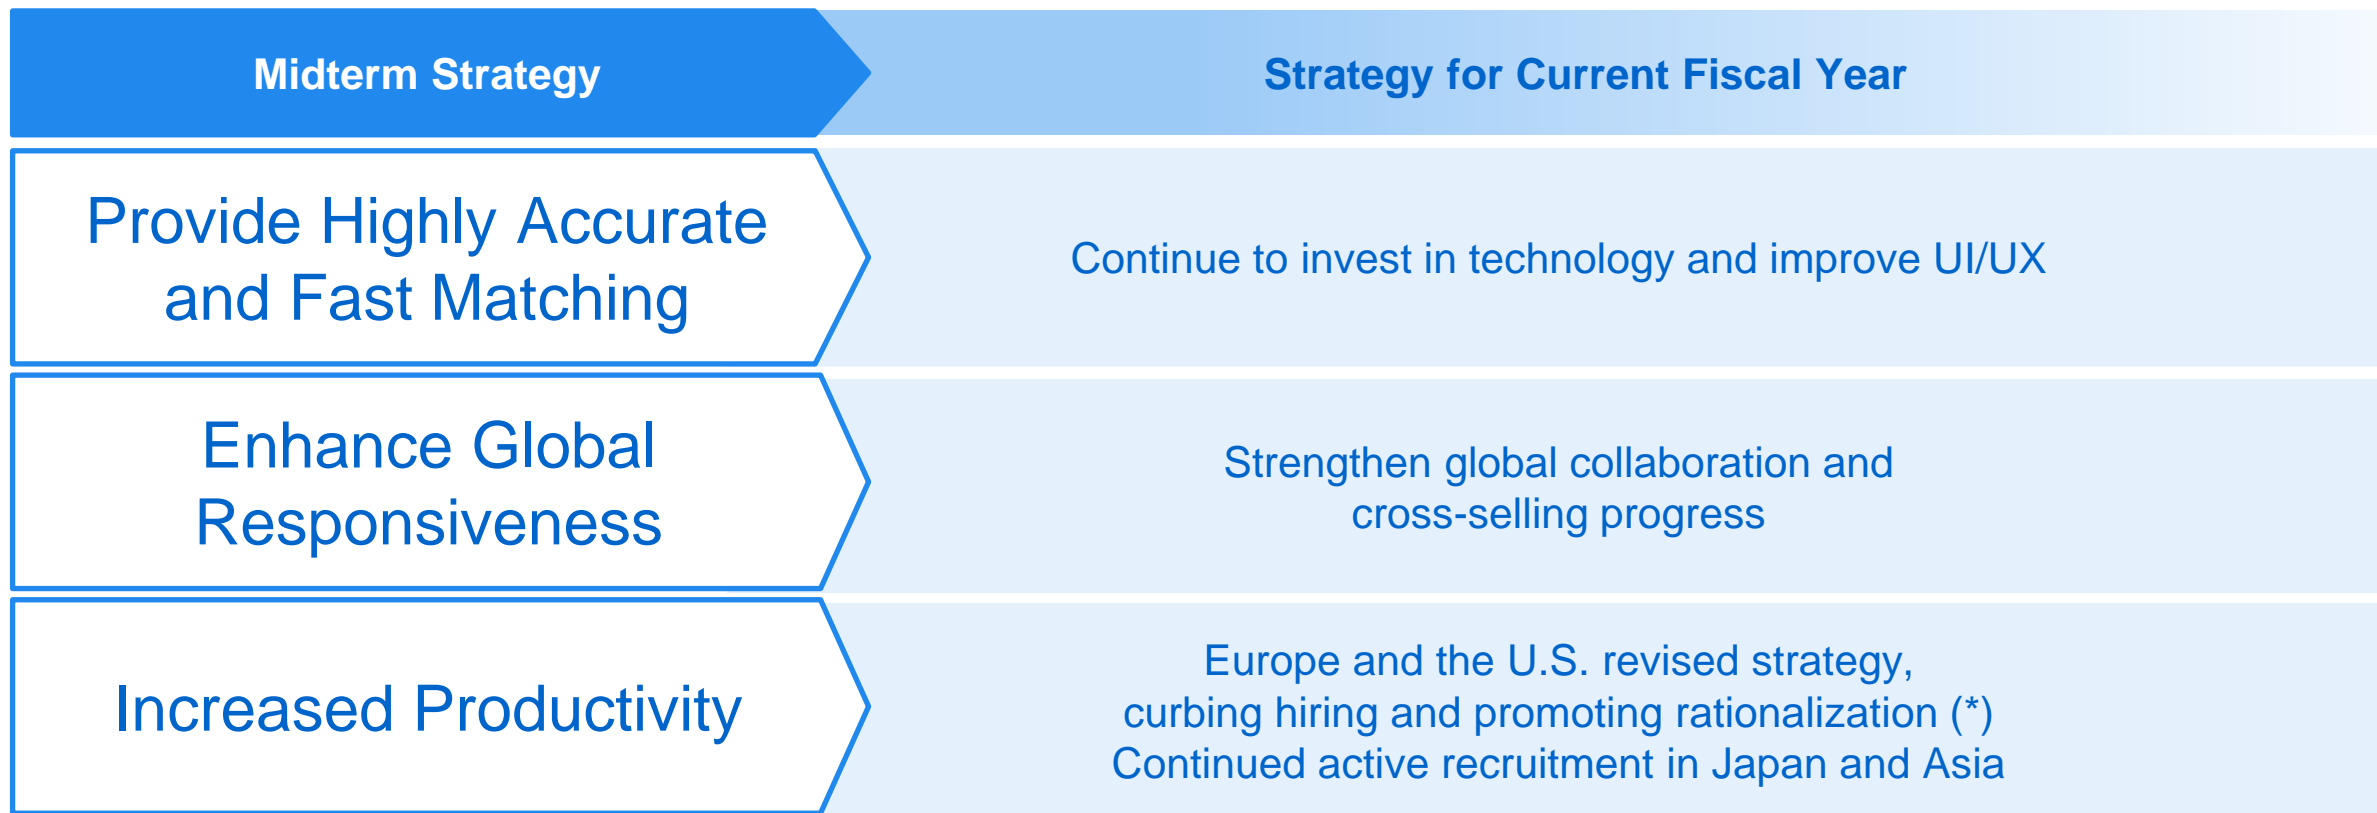 Midterm Strategy
Strategy for Current Fiscal Year
Provide Highly Accurate
and Fast Matching
Continue to invest in technology and improve UI/UX
Enhance Global
Responsiveness
Strengthen global collaboration and
cross-selling progress
Increased Productivity
Europe and the U.S. revised strategy,
curbing hiring and promoting rationalization (*)
Continued active recruitment in Japan and Asia